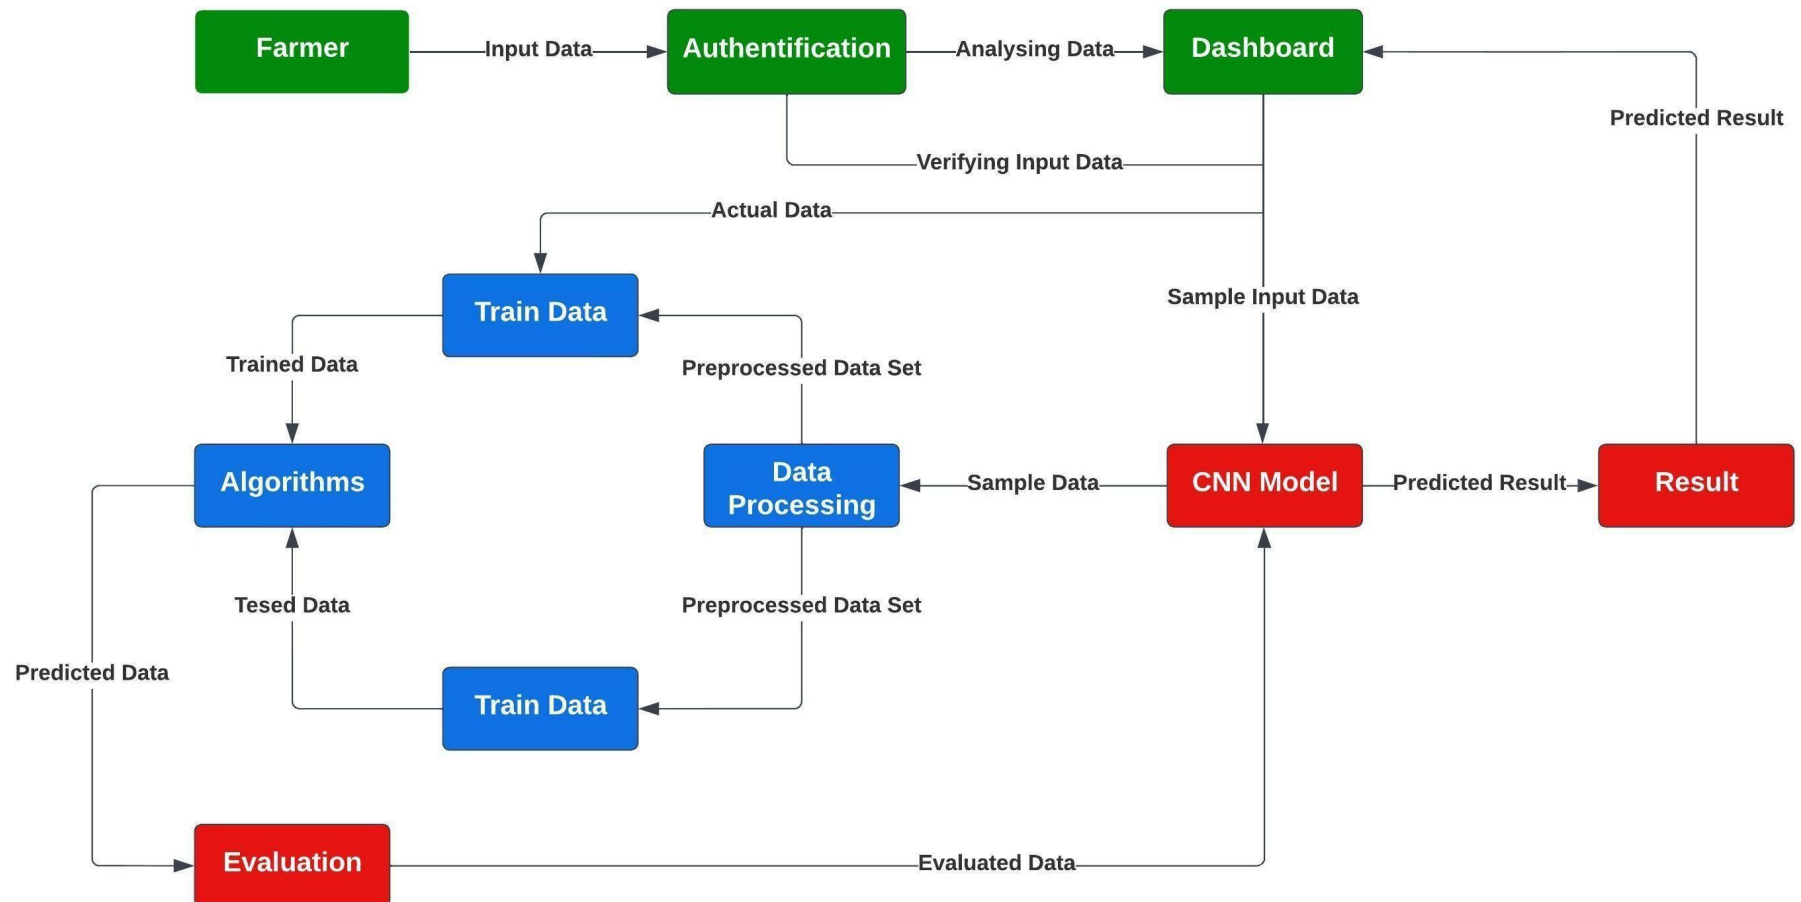 Farmer
Input Data
Authentification
Analysing Data
Dashboard
Predicted Result
Verifying Input Data
Actual Data
Train Data
Sample Input Data
Trained Data
Preprocessed Data Set
Algorithms
Data
Processing
Sample Data
CNN Model
Predicted Result
Result
Tesed Data
Preprocessed Data Set
Predicted Data
Train Data
Evaluation
Evaluated Data